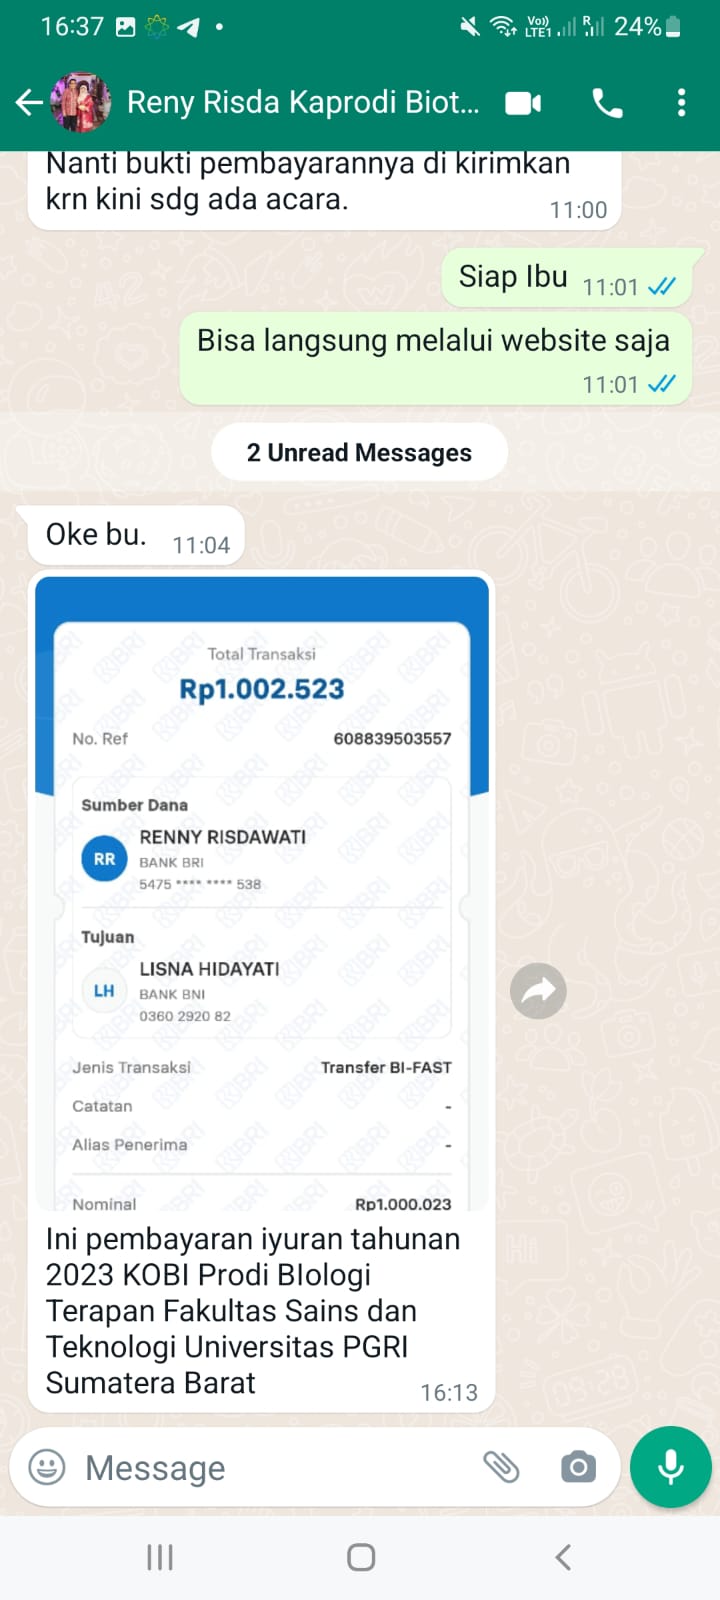 16:37
Vo))
LTE1
R
24%
Reny Risda Kaprodi Biot...
Nanti bukti pembayarannya di kirimkan
krn kini sdg ada acara.
11:00
Siap Ibu
11:01
Bisa langsung melalui website saja
11:01
2 Unread Messages
Oke bu.
11:04
Total Transaksi
Rp1.002.523
No. Ref
608839503557
Sumber Dana
RR
RENNY RISDAWATI
BANK BRI
5475 **** **** 538
Tujuan
LH
LISNA HIDAYATI
BANK BNI
0360 2920 82
Jenis Transaksi
Transfer BI-FAST
Catatan
-
Alias Penerima
-
Nominal
Rp1.000.023
Ini pembayaran iyuran tahunan
2023 KOBI Prodi BIologi
Terapan Fakultas Sains dan
Teknologi Universitas PGRI
Sumatera Barat
16:13
Message